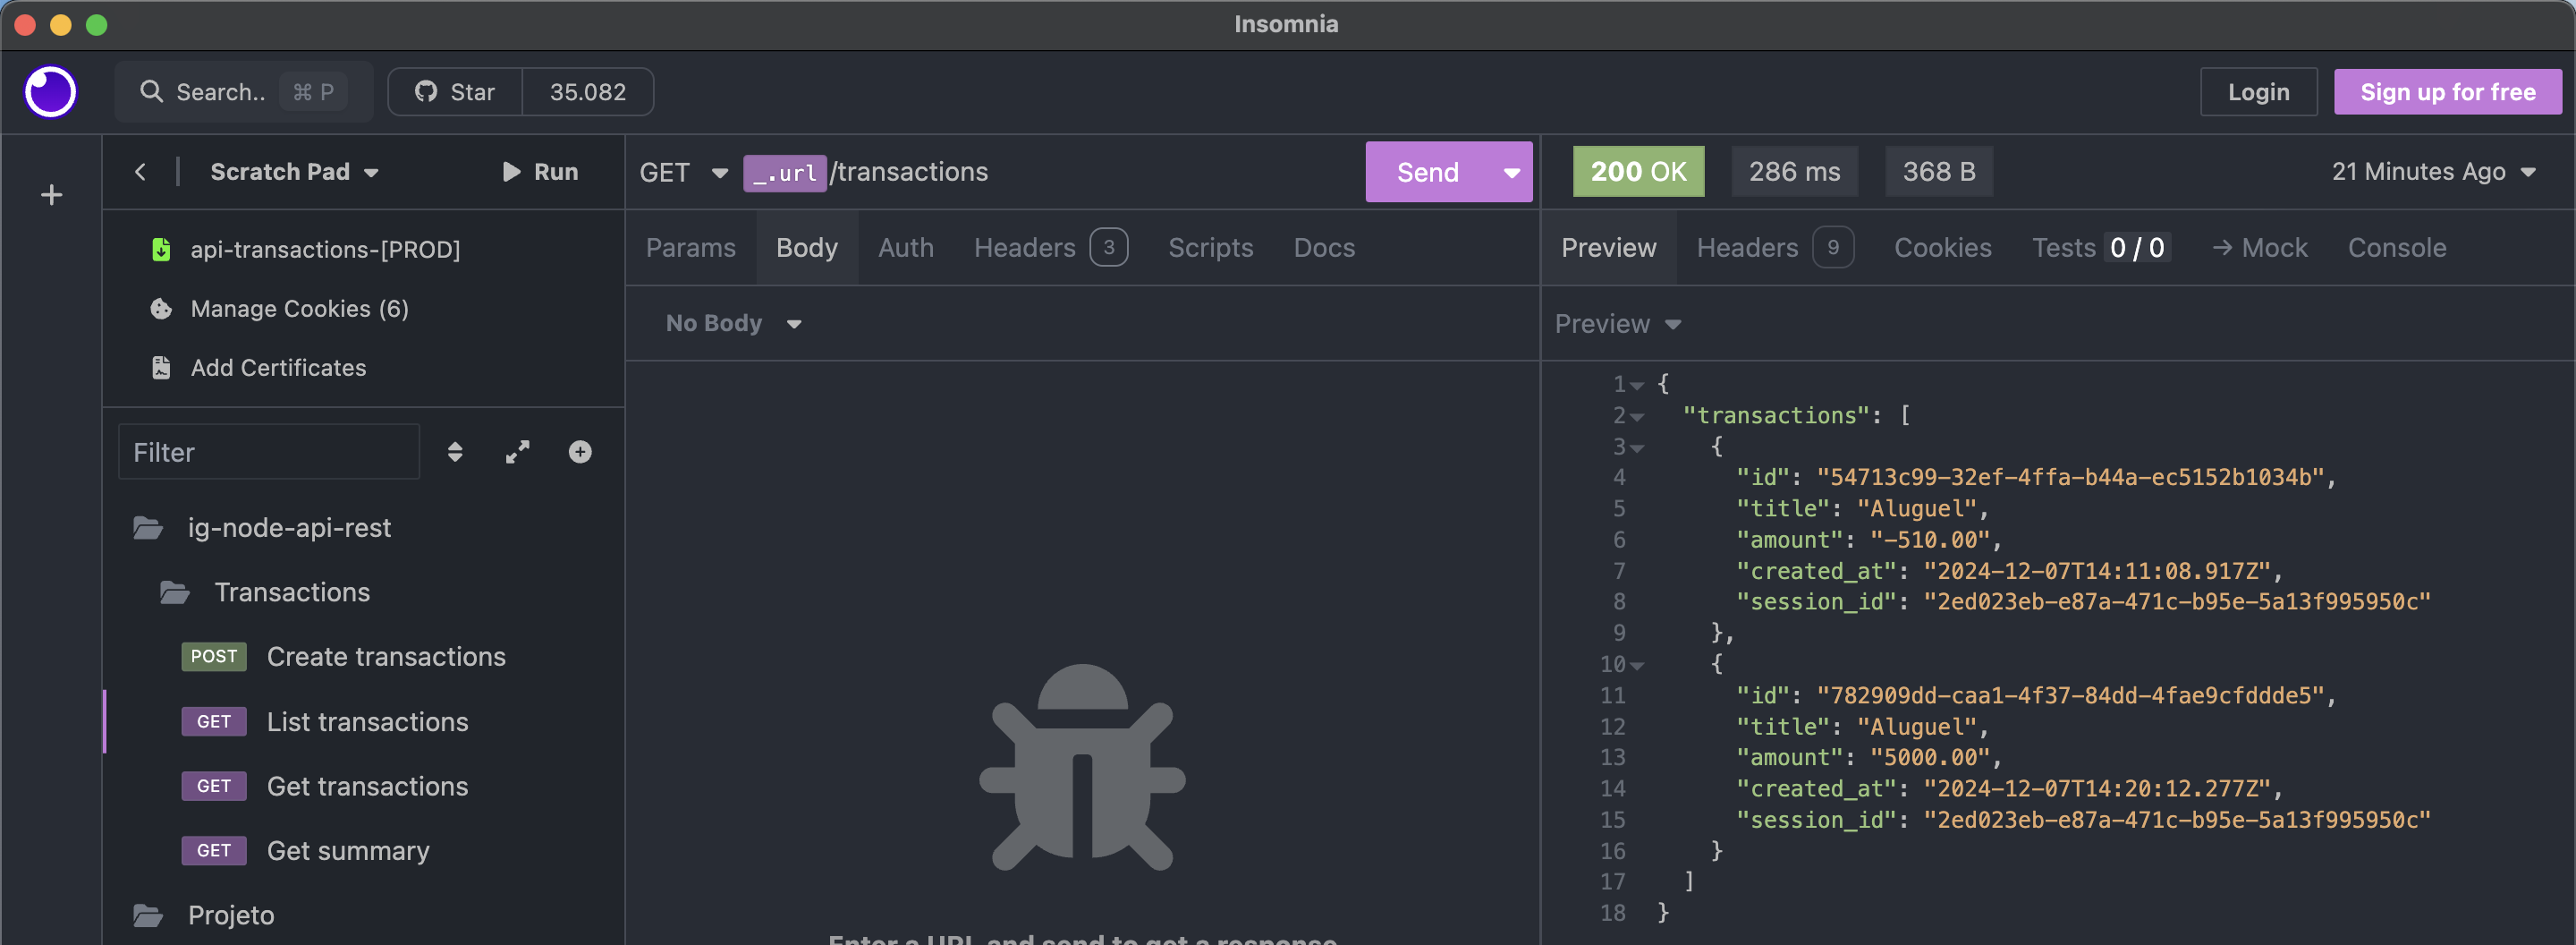 Insomnia
Search.. ⌘ P
Star 35.082
Login
Sign up for free
Scratch Pad
Run
api-transactions-[PROD]
Manage Cookies (6)
Add Certificates
Filter
ig-node-api-rest
Transactions
POST Create transactions
GET List transactions
GET Get transactions
GET Get summary
Projeto
GET _.url/transactions
Send
Params Body Auth Headers 3 Scripts Docs
No Body
Enter a URL and send to get a response
200 OK 286 ms 368 B
21 Minutes Ago
Preview Headers 9 Cookies Tests 0 / 0 → Mock Console
Preview
1 {
2 "transactions": [
3 {
4 "id": "54713c99-32ef-4ffa-b44a-ec5152b1034b",
5 "title": "Aluguel",
6 "amount": "-510.00",
7 "created_at": "2024-12-07T14:11:08.917Z",
8 "session_id": "2ed023eb-e87a-471c-b95e-5a13f995950c"
9 },
10 {
11 "id": "782909dd-caa1-4f37-84dd-4fae9cfddde5",
12 "title": "Aluguel",
13 "amount": "5000.00",
14 "created_at": "2024-12-07T14:20:12.277Z",
15 "session_id": "2ed023eb-e87a-471c-b95e-5a13f995950c"
16 }
17 ]
18 }